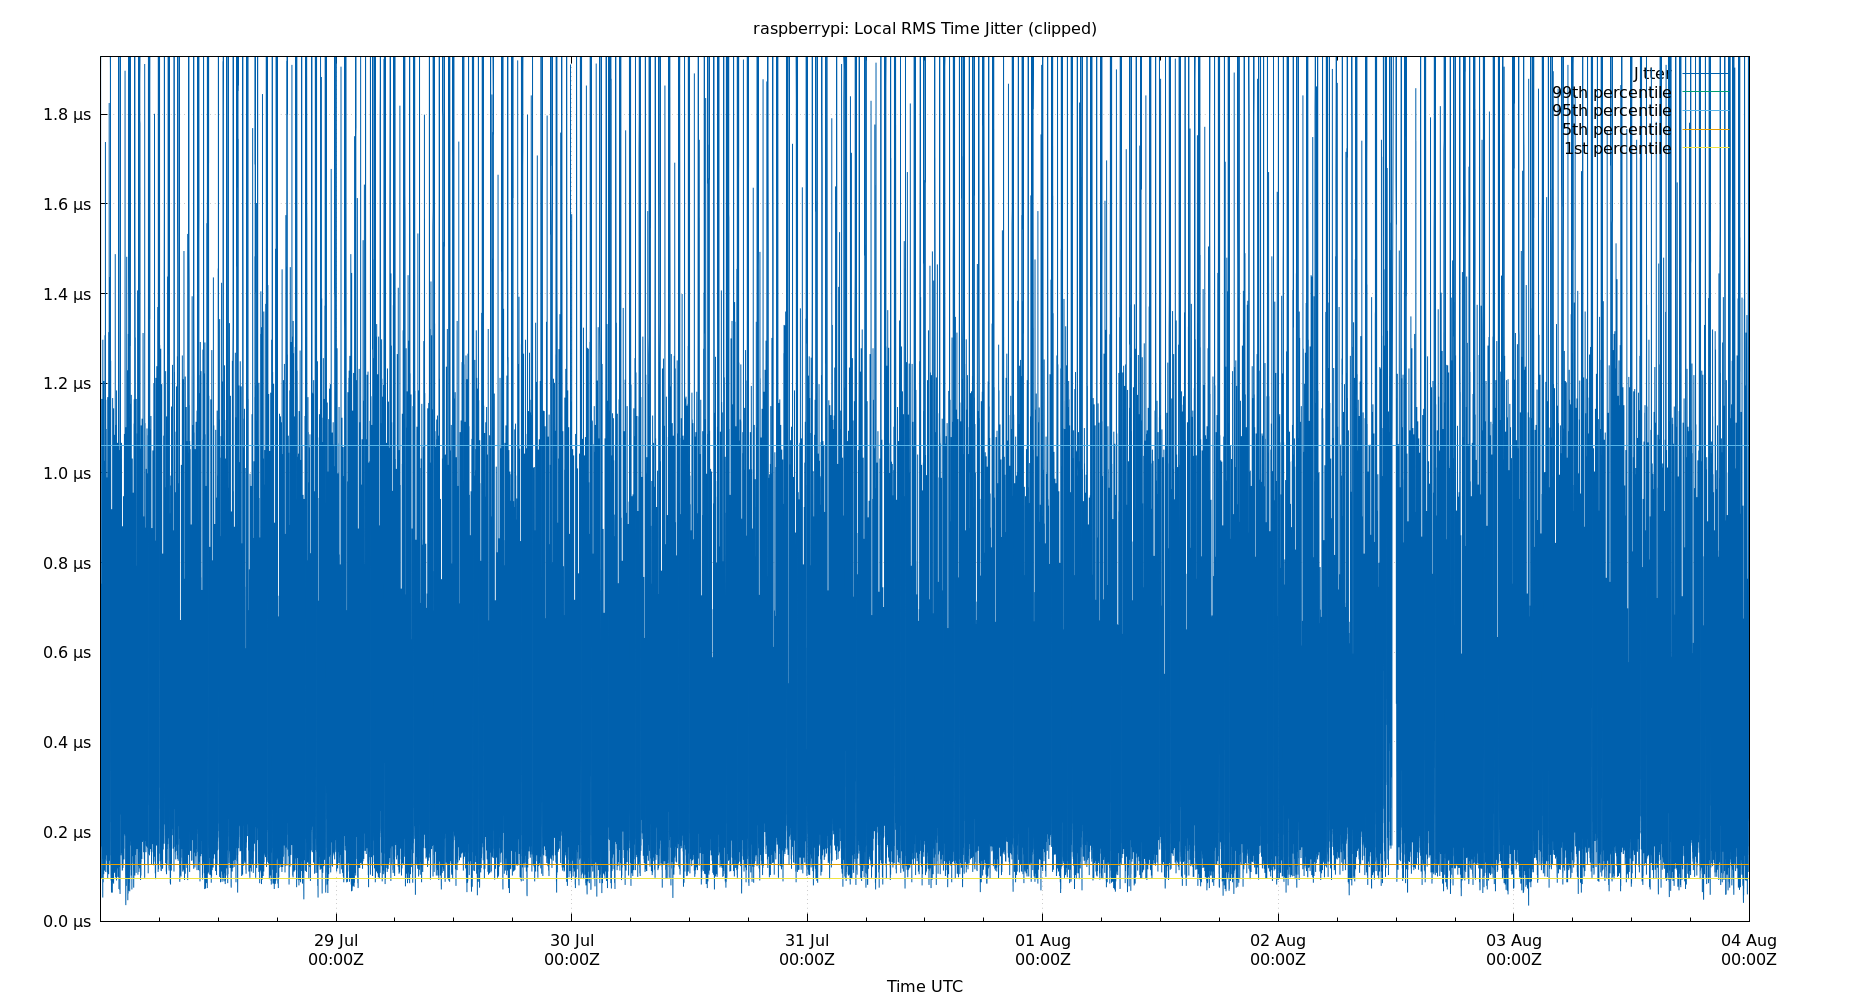 raspberrypi: Local RMS Time Jitter (clipped)
Jitter
99th percentile
95th percentile
5th percentile
1st percentile
1.8 µs
1.6 µs
1.4 µs
1.2 µs
1.0 µs
0.8 µs
0.6 µs
0.4 µs
0.2 µs
0.0 µs
29 Jul 30 Jul 31 Jul 01 Aug 02 Aug 03 Aug 04 Aug
00:00Z 00:00Z 00:00Z 00:00Z 00:00Z 00:00Z 00:00Z
Time UTC